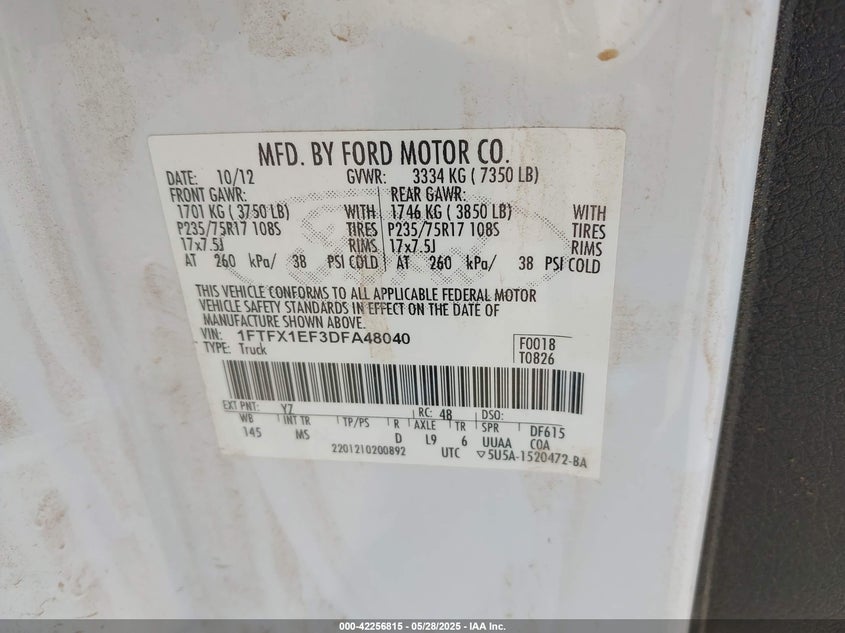 MFD. BY FORD MOTOR CO.
DATE: 10/12 GVWR: 3334 KG ( 7350 LB)
FRONT GAWR: REAR GAWR:
1701 KG ( 3750 LB) WITH 1746 KG ( 3850 LB) WITH
P235/75R17 108S TIRES P235/75R17 108S TIRES
17x7.5J RIMS 17x7.5J RIMS
AT 260 kPa/ 38 PSI COLD AT 260 kPa/ 38 PSI COLD
THIS VEHICLE CONFORMS TO ALL APPLICABLE FEDERAL MOTOR
VEHICLE SAFETY STANDARDS IN EFFECT ON THE DATE OF
MANUFACTURE SHOWN ABOVE.
VIN: 1FTFX1EF3DFA48040 F0018
TYPE: Truck T0826
EXT PNT: YZ RC: 48 DSO:
WB INT TR TP/PS R AXLE TR SPR DF615
145 MS D L9 6 UUAA COA
2201210200892 UTC ▽5U5A-1520472-BA
000-42256815 - 05/28/2025 - IAA Inc.